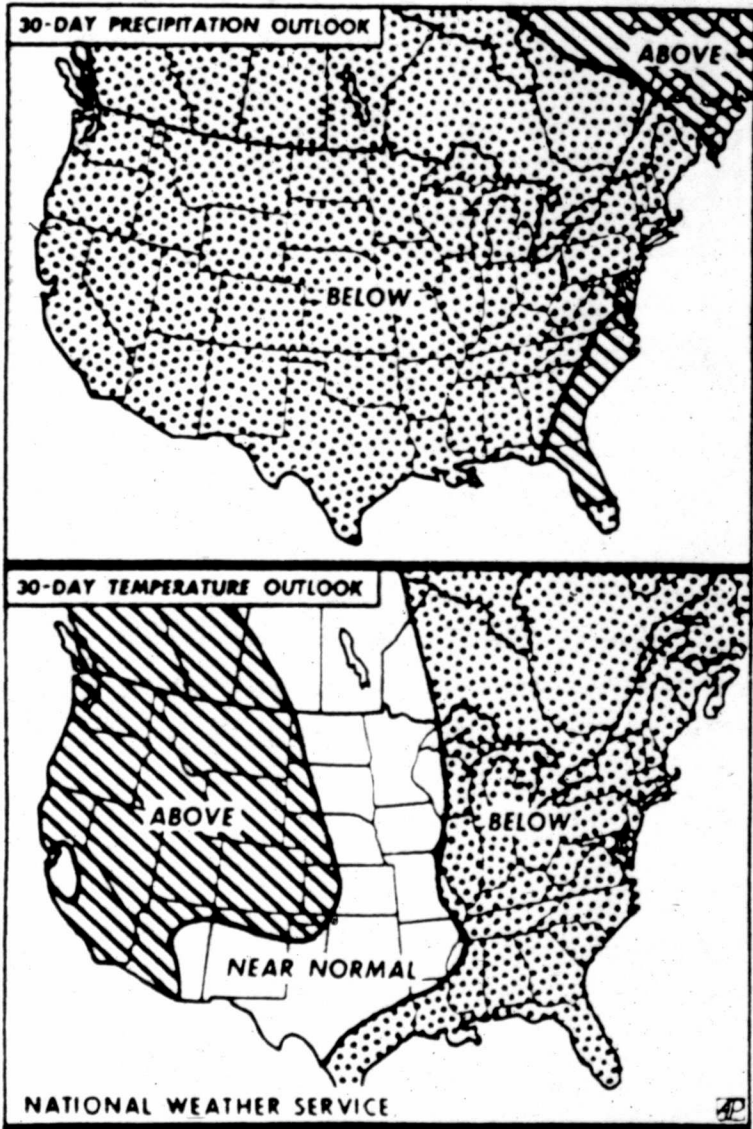 30-DAY PRECIPITATION OUTLOOK
ABOVE
BELOW
30-DAY TEMPERATURE OUTLOOK
ABOVE
BELOW
NEAR NORMAL
NATIONAL WEATHER SERVICE
AP